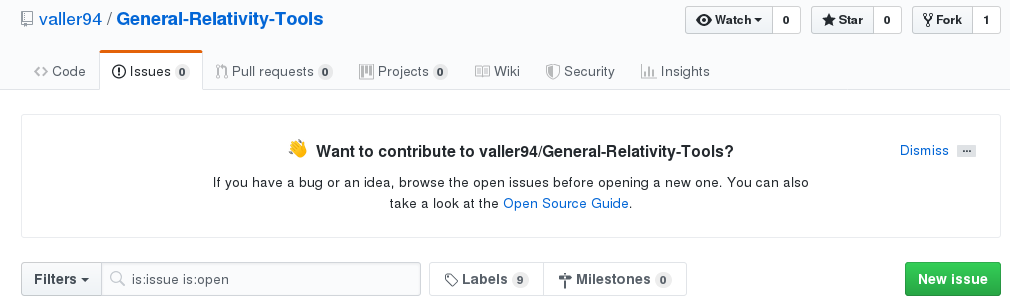 valler94 / General-Relativity-Tools
Watch 0 Star 0 Fork 1
Code Issues 0 Pull requests 0 Projects 0 Wiki Security Insights
Want to contribute to valler94/General-Relativity-Tools?
Dismiss
If you have a bug or an idea, browse the open issues before opening a new one. You can also
take a look at the Open Source Guide.
Filters is:issue is:open Labels 9 Milestones 0 New issue